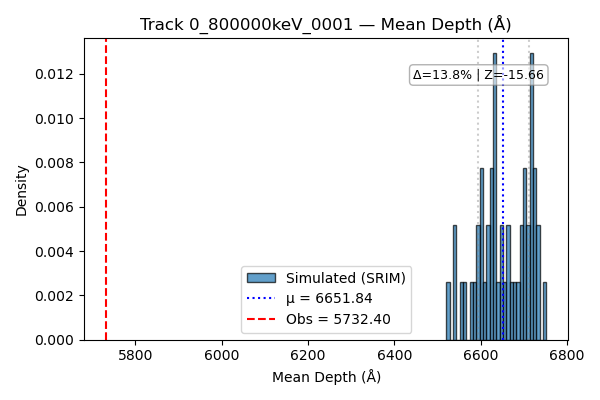 Track 0_800000keV_0001 — Mean Depth (Å)
Δ=13.8% | Z=-15.66
0.012
0.010
0.008
0.006
0.004
0.002
0.000
Density
Simulated (SRIM)
μ = 6651.84
Obs = 5732.40
5800 6000 6200 6400 6600 6800
Mean Depth (Å)